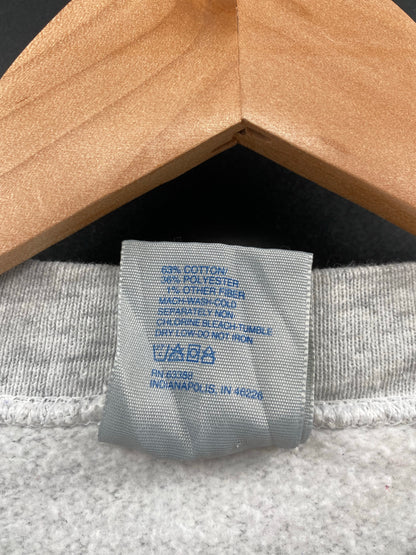 63% COTTON/
36% POLYESTER
1% OTHER FIBER
MACH-WASH-COLD
SEPARATELY NON
CHLORINE BLEACH-TUMBLE
DRY LOW-DO NOT IRON
RN 63359
INDIANAPOLIS, IN 46226